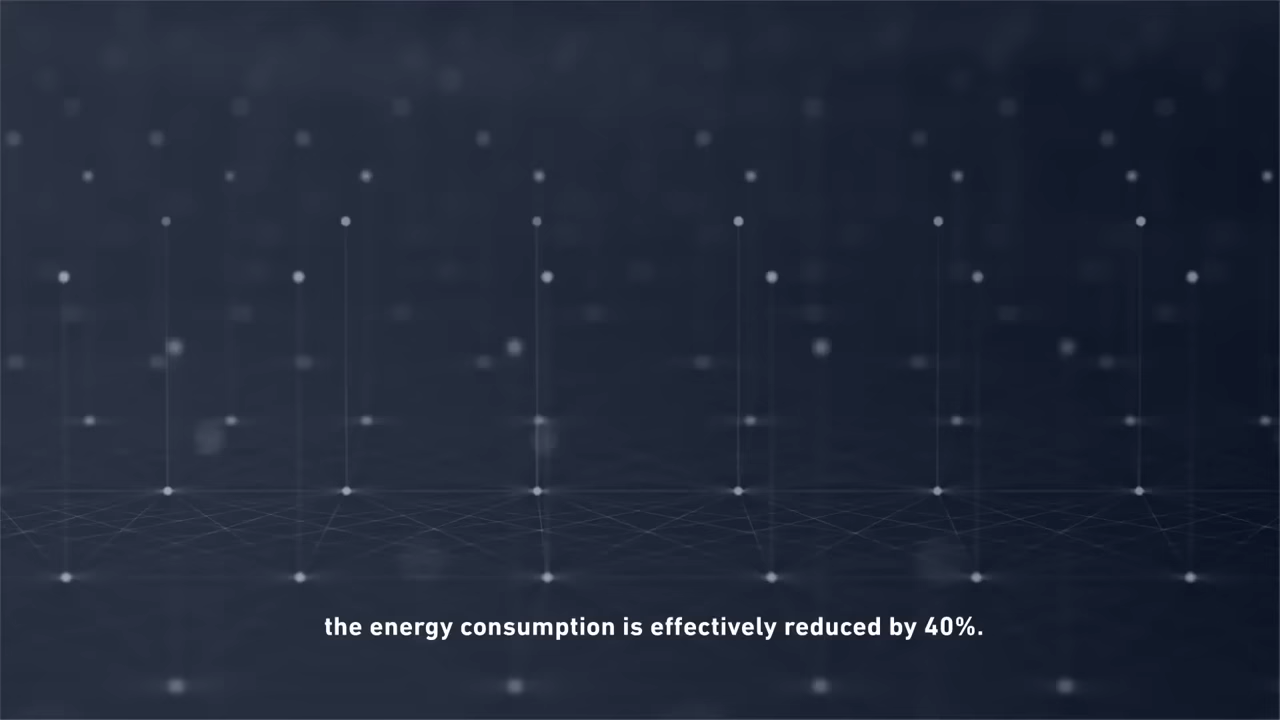 the energy consumption is effectively reduced by 40%.